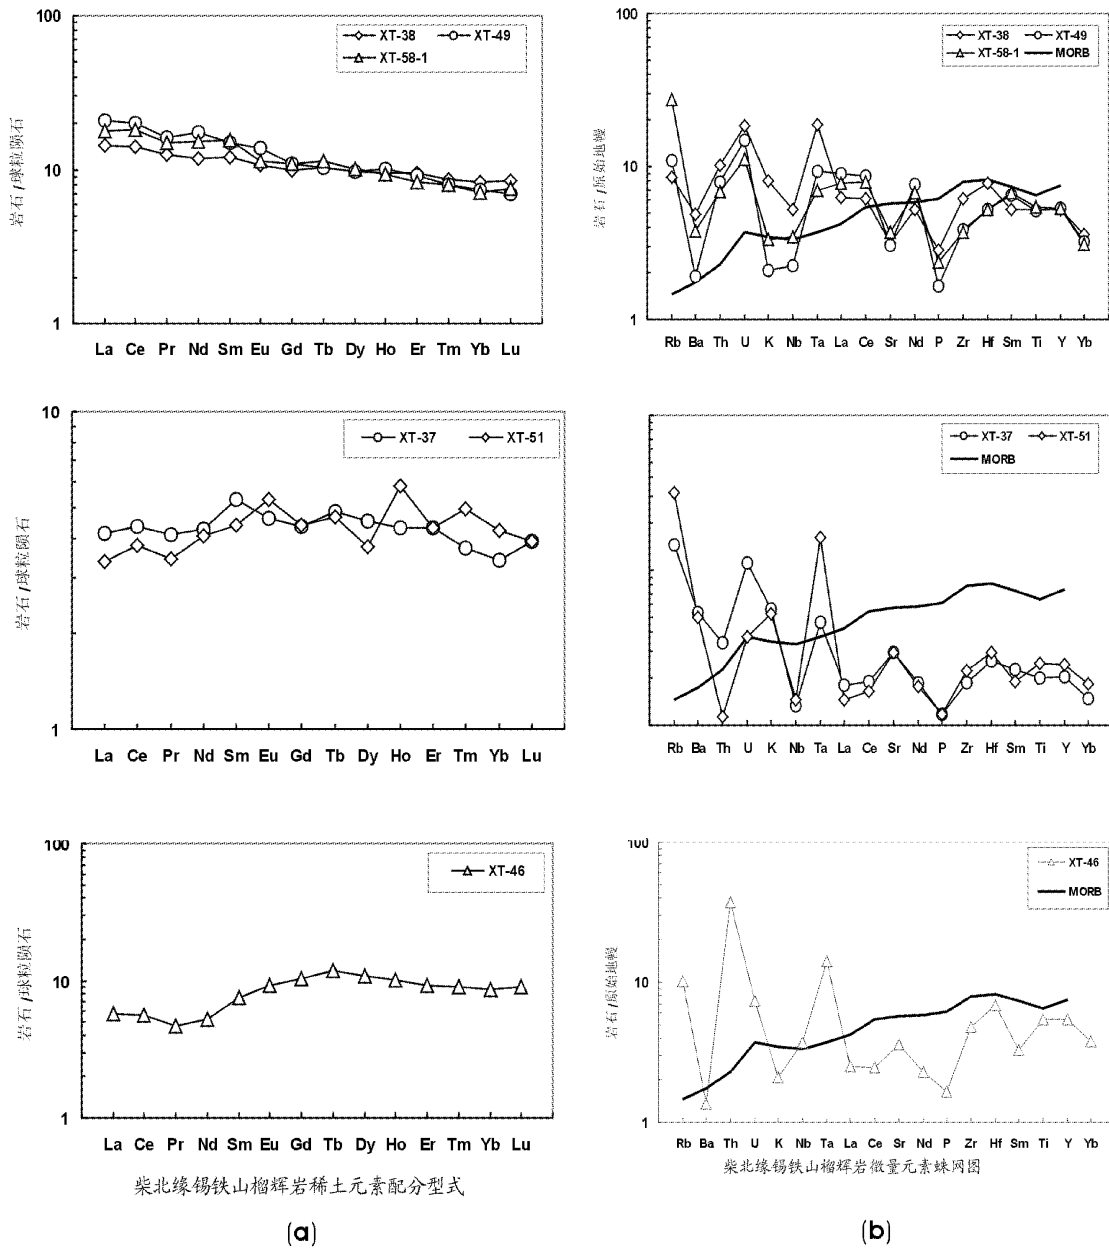 100
10
1
岩石/球粒陨石
XT-38 XT-49
XT-58-1
La Ce Pr Nd Sm Eu Gd Tb Dy Ho Er Tm Yb Lu
100
10
1
岩石/原始地幔
XT-38 XT-49
XT-58-1 MORB
Rb Ba Th U K Nb Ta La Ce Sr Nd P Zr Hf Sm Ti Y Yb
10
1
岩石/球粒陨石
XT-37 XT-51
La Ce Pr Nd Sm Eu Gd Tb Dy Ho Er Tm Yb Lu
XT-37 XT-51
MORB
Rb Ba Th U K Nb Ta La Ce Sr Nd P Zr Hf Sm Ti Y Yb
100
10
1
岩石/球粒陨石
XT-46
La Ce Pr Nd Sm Eu Gd Tb Dy Ho Er Tm Yb Lu
柴北缘锡铁山榴辉岩稀土元素配分型式
(a)
100
10
1
岩石/原始地幔
XT-46
MORB
Rb Ba Th U K Nb Ta La Ce Sr Nd P Zr Hf Sm Ti Y Yb
柴北缘锡铁山榴辉岩微量元素蛛网图
(b)